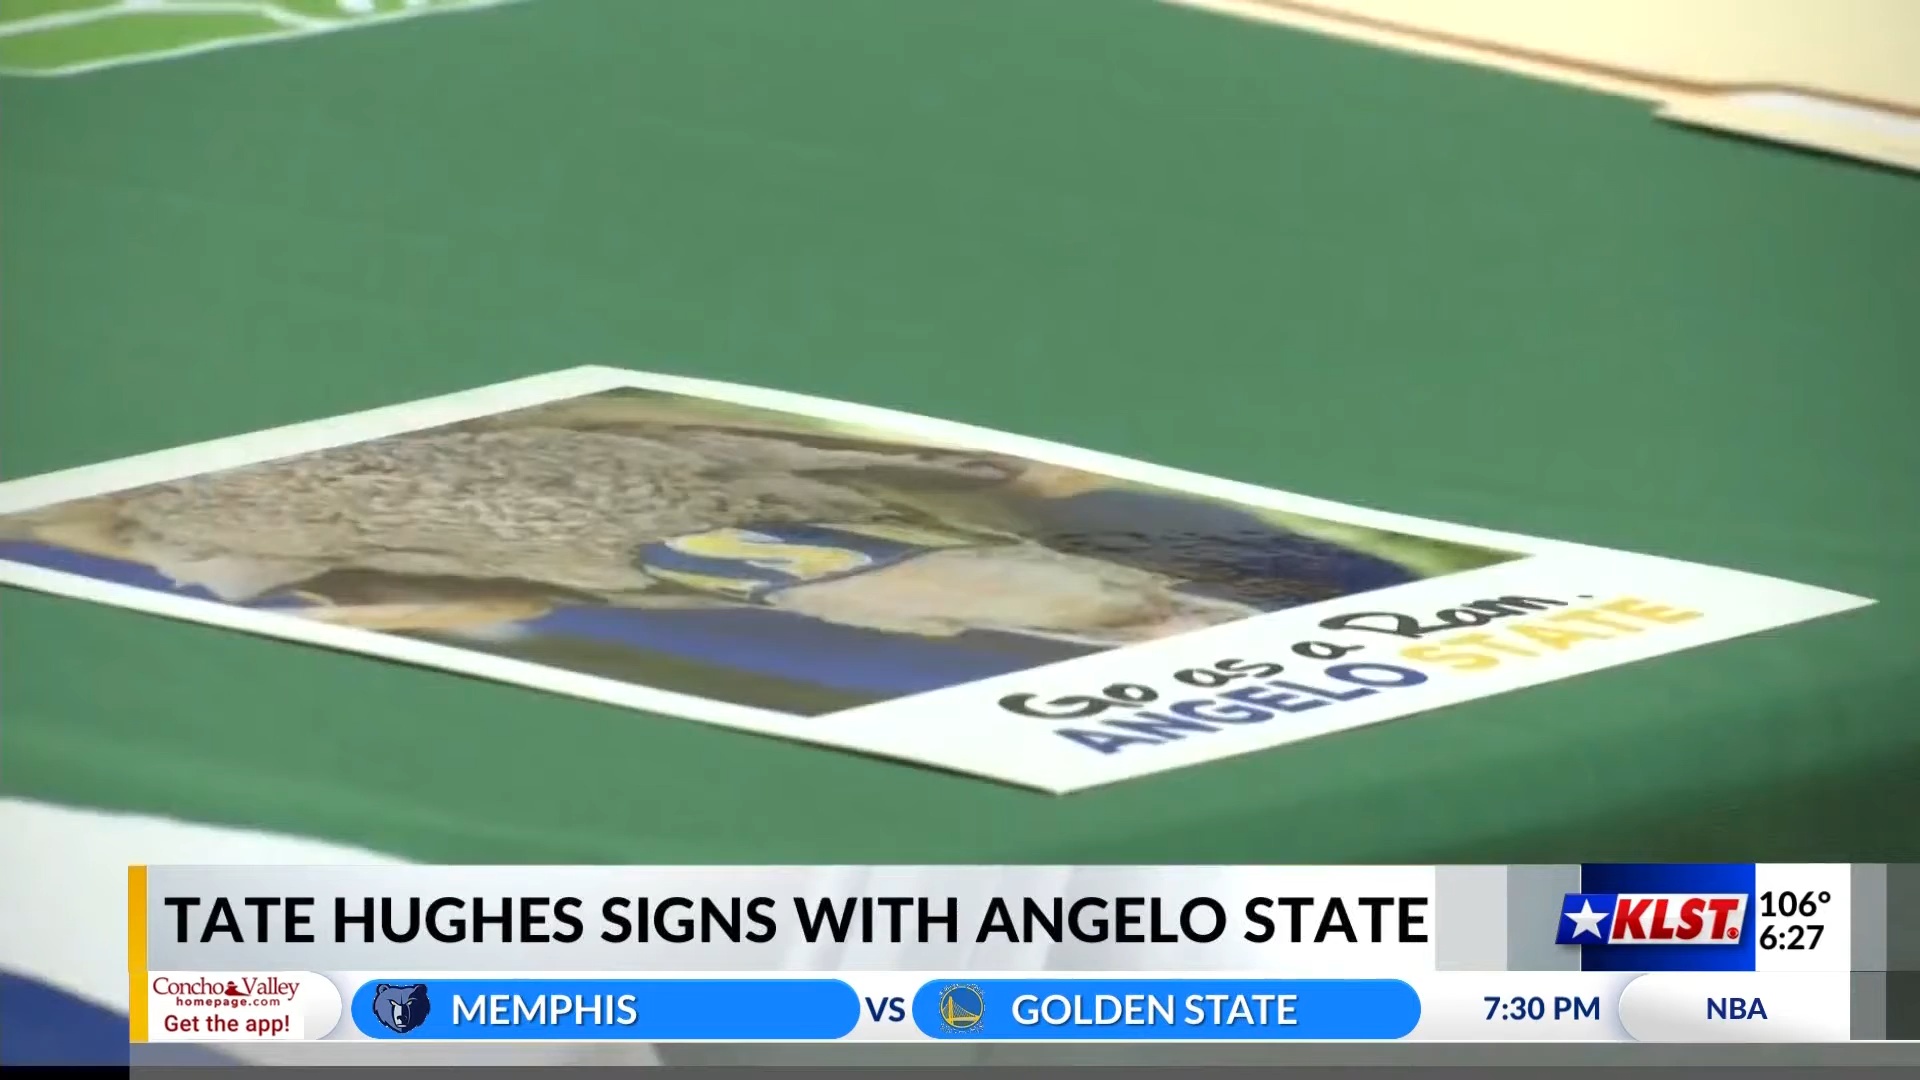 Go as a Ram.
ANGELO STATE
TATE HUGHES SIGNS WITH ANGELO STATE
KLST
106°
6:27
Concho Valley
homepage.com
Get the app!
MEMPHIS VS GOLDEN STATE 7:30 PM NBA